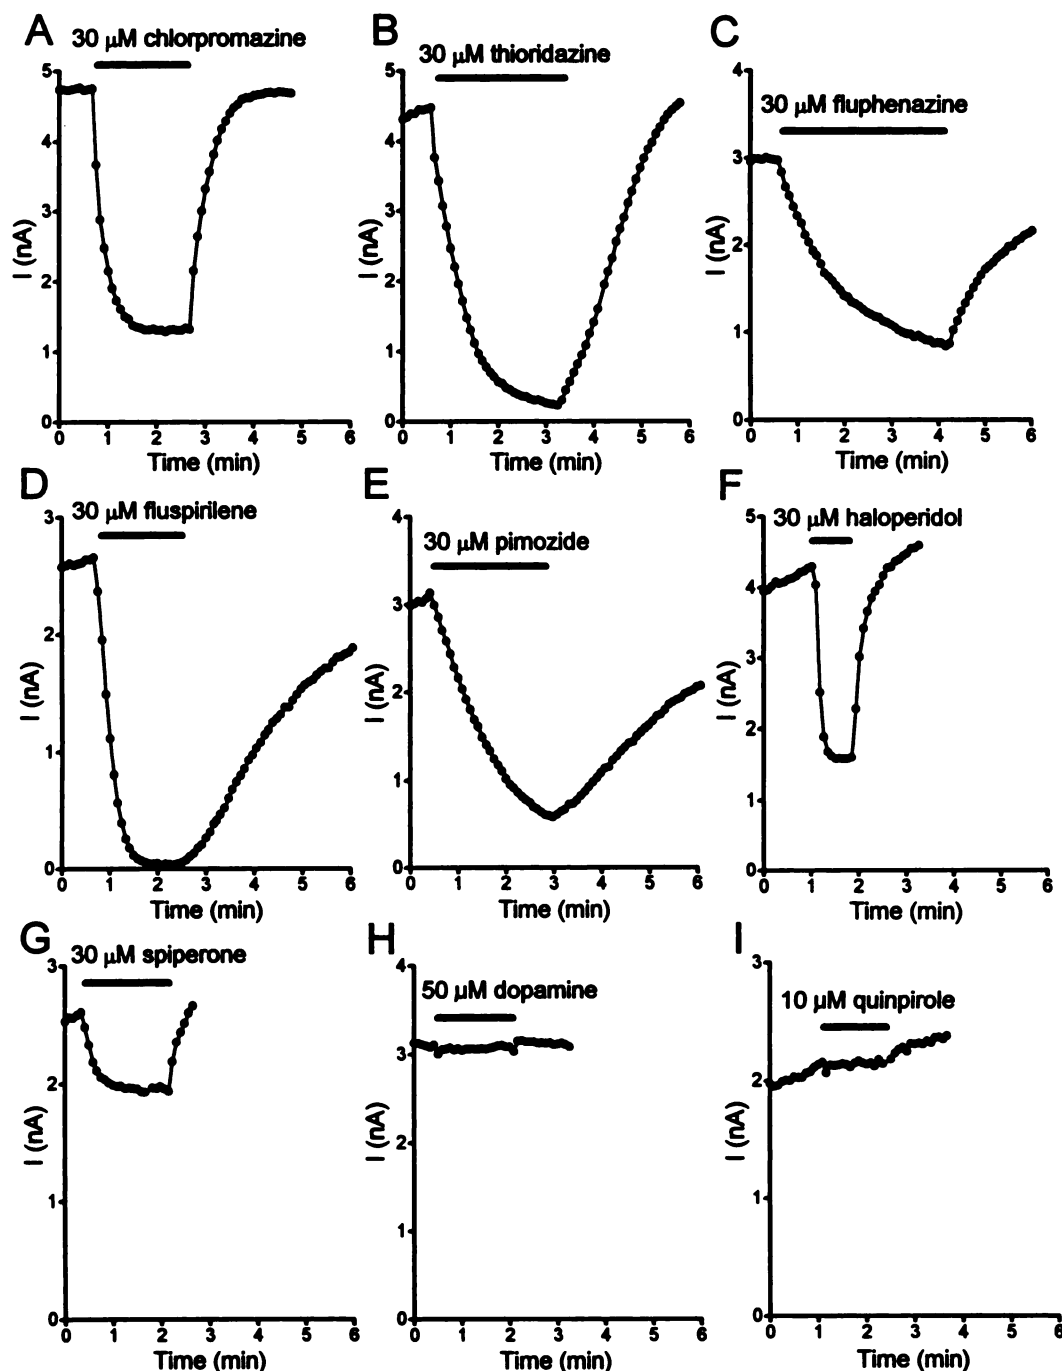 A
30 µM chlorpromazine
5
4
3
2
1
0
I (nA)
0 1 2 3 4 5 6
Time (min)
B
30 µM thioridazine
5
4
3
2
1
0
I (nA)
0 1 2 3 4 5 6
Time (min)
C
30 µM fluphenazine
4
3
2
1
0
I (nA)
0 1 2 3 4 5 6
Time (min)
D
30 µM fluspirilene
3
2
1
0
I (nA)
0 1 2 3 4 5 6
Time (min)
E
30 µM pimozide
4
3
2
1
0
I (nA)
0 1 2 3 4 5 6
Time (min)
F
30 µM haloperidol
5
4
3
2
1
0
I (nA)
0 1 2 3 4 5 6
Time (min)
G
30 µM spiperone
3
2
1
0
I (nA)
0 1 2 3 4 5 6
Time (min)
H
50 µM dopamine
4
3
2
1
0
I (nA)
0 1 2 3 4 5 6
Time (min)
I
10 µM quinpirole
3
2
1
0
I (nA)
0 1 2 3 4 5 6
Time (min)